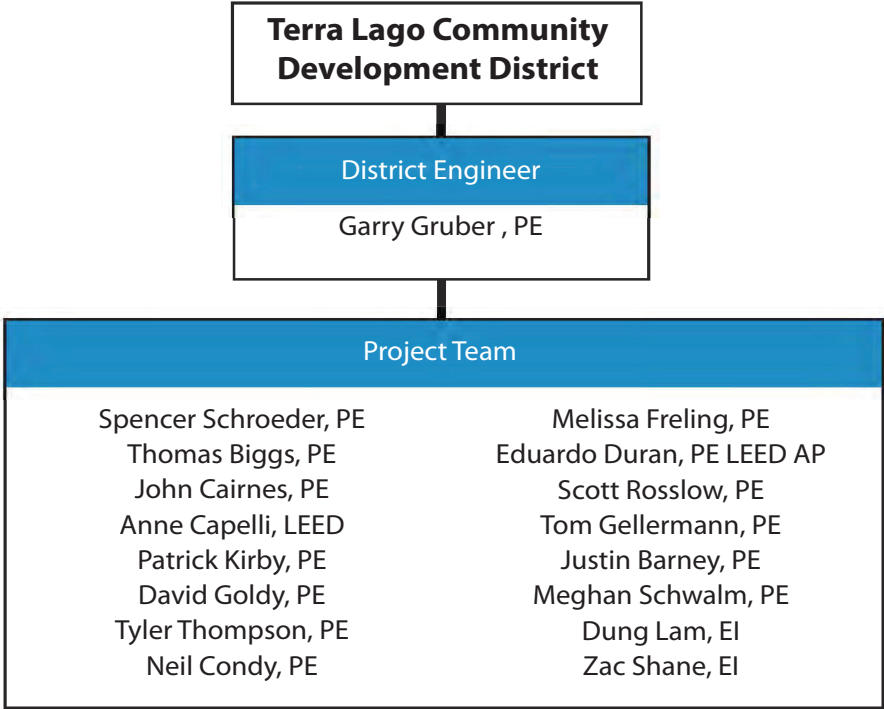 Terra Lago Community
Development District
District Engineer
Garry Gruber , PE
Project Team
Spencer Schroeder, PE
Thomas Biggs, PE
John Cairnes, PE
Anne Capelli, LEED
Patrick Kirby, PE
David Goldy, PE
Tyler Thompson, PE
Neil Condy, PE
Melissa Freling, PE
Eduardo Duran, PE LEED AP
Scott Rosslow, PE
Tom Gellermann, PE
Justin Barney, PE
Meghan Schwalm, PE
Dung Lam, EI
Zac Shane, EI